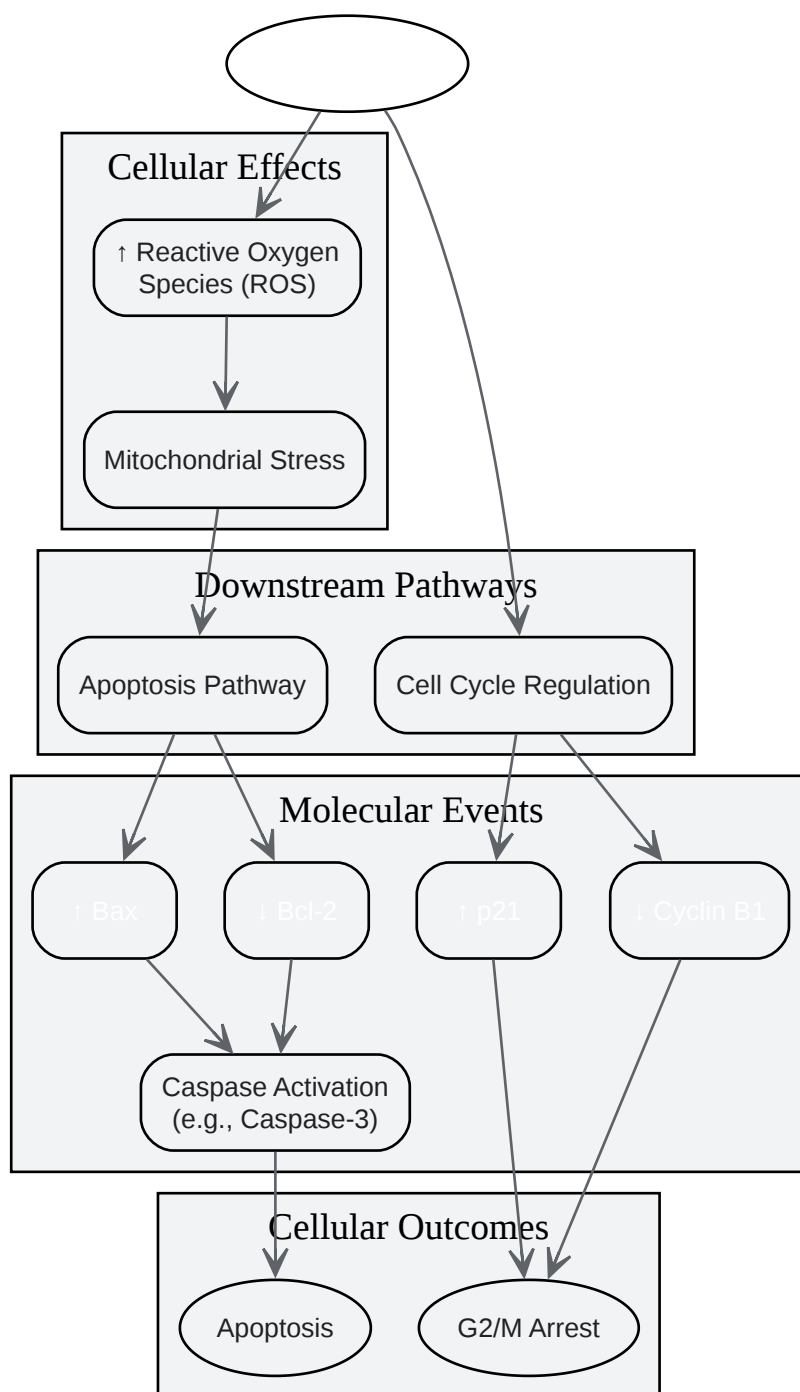 Cellular Effects
↑ Reactive Oxygen
Species (ROS)
Mitochondrial Stress
Downstream Pathways
Apoptosis Pathway
Cell Cycle Regulation
Molecular Events
↑ Bax
↓ Bcl-2
↑ p21
↓ Cyclin B1
Caspase Activation
(e.g., Caspase-3)
Cellular Outcomes
Apoptosis
G2/M Arrest